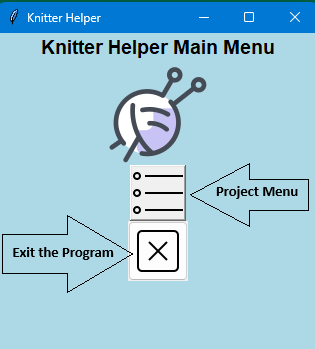 Knitter Helper
Knitter Helper Main Menu
Project Menu
Exit the Program